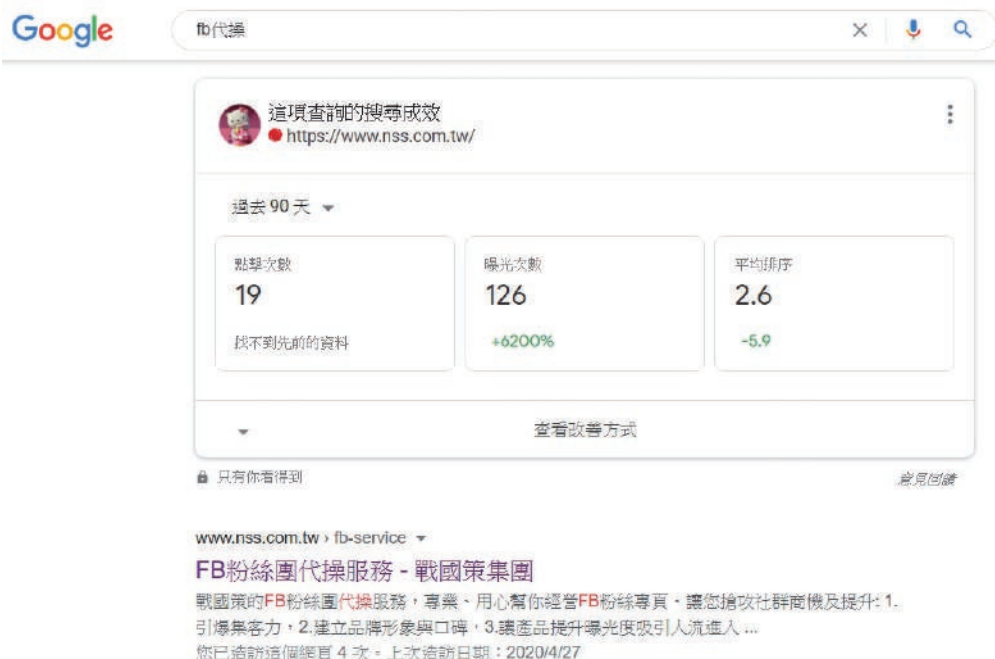 Google
fb代操
這項查詢的搜尋成效
https://www.nss.com.tw/
過去 90 天
點擊次數
19
找不到先前的資料
曝光次數
126
+6200%
平均排序
2.6
-5.9
查看改善方式
只有你看得到
意見回饋
www.nss.com.tw › fb-service
FB粉絲團代操服務 - 戰國策集團
戰國策的FB粉絲團代操服務，專業、用心幫你經營FB粉絲專頁、讓您搶攻社群商機及提升: 1.
引爆集客力，2.建立品牌形象與口碑，3.讓產品提升曝光度吸引人流進入 ...
您已造訪這個網頁 4 次。上次造訪日期：2020/4/27